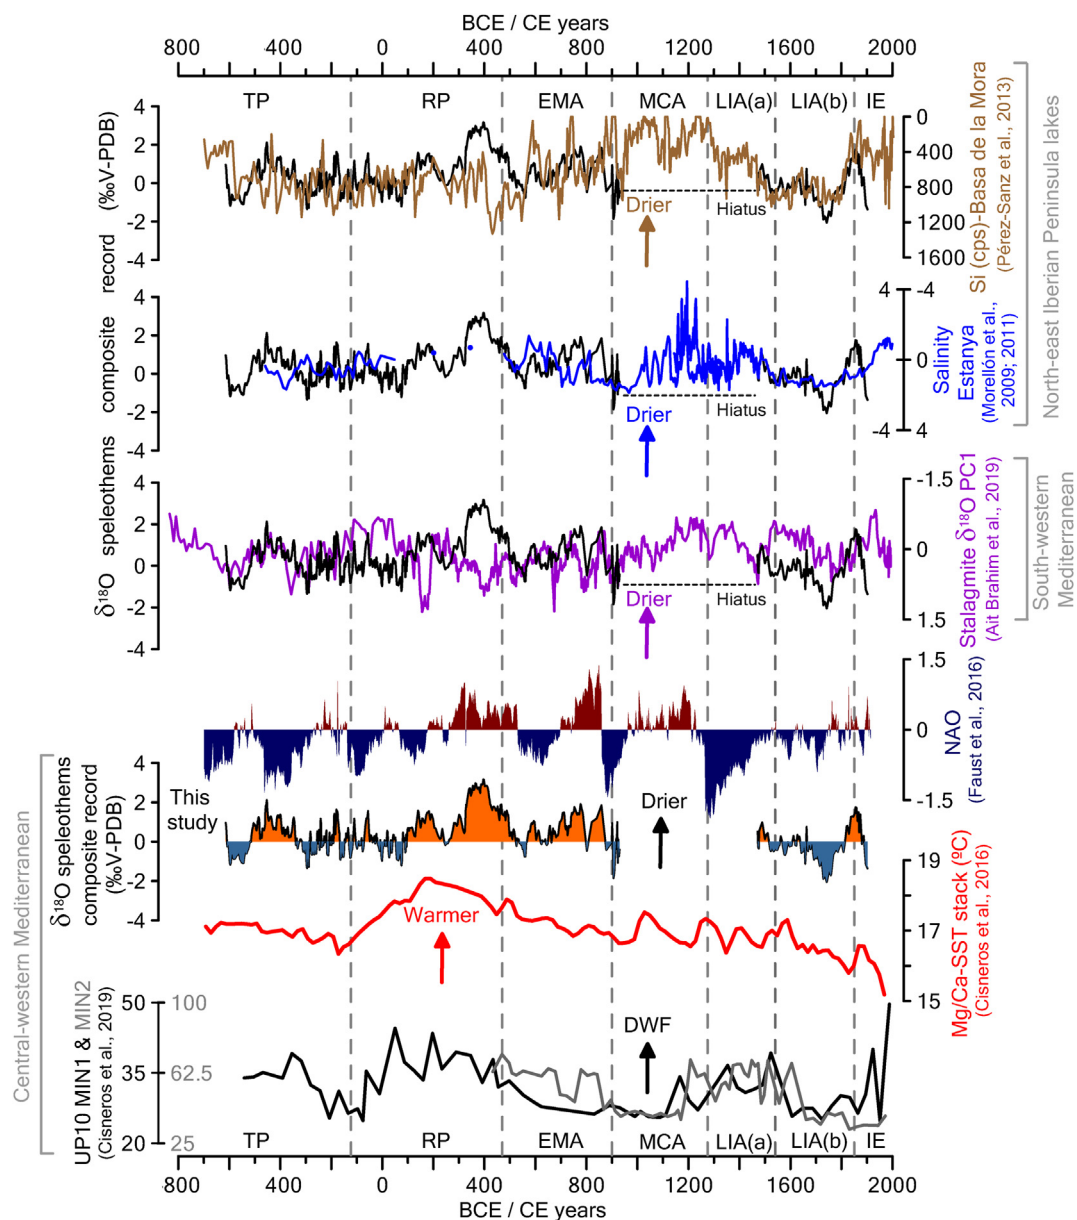 BCE / CE years
800 400 0 400 800 1200 1600 2000
TP RP EMA MCA LIA(a) LIA(b) IE
4
2
0
-2
-4
(‰V-PDB)
0
400
800
1200
1600
Si (cps)-Basa de la Mora
(Pérez-Sanz et al., 2013)
Drier
Hiatus
North-east Iberian Peninsula lakes
record
4
2
0
-2
-4
composite
-4
0
4
4
-4
Salinity
Estanya
(Morellón et al.,
2009; 2011)
Drier
Hiatus
δ18O speleothems
4
2
0
-2
-4
-1.5
0
1.5
Stalagmite δ18O PC1
(Ait Brahim et al., 2019)
South-western
Mediterranean
Drier
Hiatus
1.5
0
-1.5
NAO
(Faust et al., 2016)
Central-western Mediterranean
δ18O speleothems
composite record
(‰V-PDB)
4
2
0
-2
-4
This
study
Drier
19
17
15
Mg/Ca-SST stack (ºC)
(Cisneros et al., 2016)
Warmer
UP10 MIN1 & MIN2
(Cisneros et al., 2019)
50
35
20
100
62.5
25
DWF
TP RP EMA MCA LIA(a) LIA(b) IE
800 400 0 400 800 1200 1600 2000
BCE / CE years